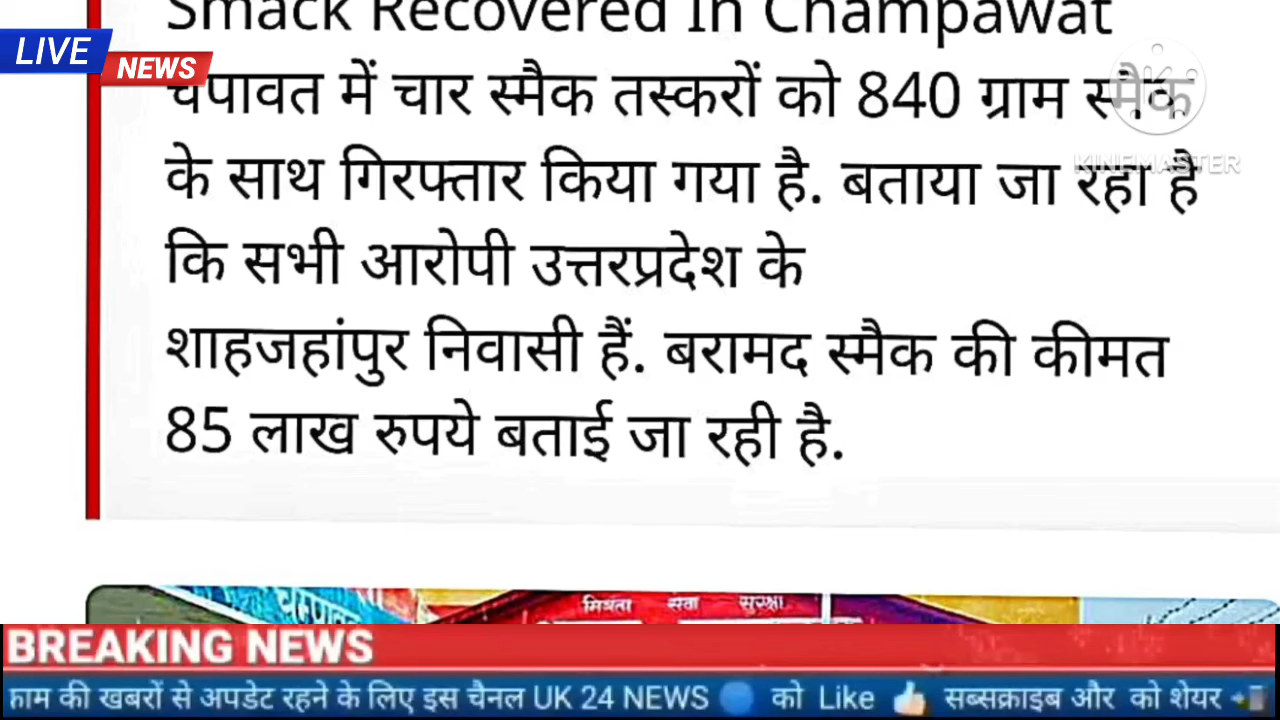 Smack Recovered In Champawat
LIVE
NEWS
चंपावत में चार स्मैक तस्करों को 840 ग्राम स्मैक
KINEMASTER
के साथ गिरफ्तार किया गया है. बताया जा रहा है
कि सभी आरोपी उत्तरप्रदेश के
शाहजहांपुर निवासी हैं. बरामद स्मैक की कीमत
85 लाख रुपये बताई जा रही है.
मित्रता सेवा सुरक्षा
BREAKING NEWS
काम की खबरों से अपडेट रहने के लिए इस चैनल UK 24 NEWS 🔵 को Like 👍 सब्सक्राइब और को शेयर